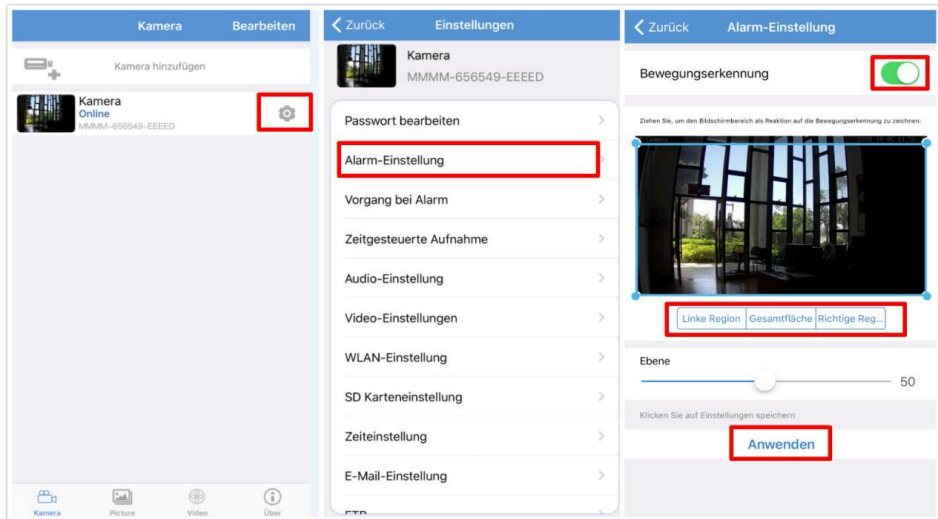 Kamera
Bearbeiten
Kamera hinzufügen
Kamera
Online
MMMM-656549-EEEED
Kamera
Picture
Video
Über
Zurück
Einstellungen
Kamera
MMMM-656549-EEEED
Passwort bearbeiten
Alarm-Einstellung
Vorgang bei Alarm
Zeitgesteuerte Aufnahme
Audio-Einstellung
Video-Einstellungen
WLAN-Einstellung
SD Karteneinstellung
Zeiteinstellung
E-Mail-Einstellung
FTP
Zurück
Alarm-Einstellung
Bewegungserkennung
Ziehen Sie, um den Bildschirmbereich als Reaktion auf die Bewegungserkennung zu zeichnen:
Linke Region
Gesamtfläche
Richtige Reg...
Ebene
50
Klicken Sie auf Einstellungen speichern
Anwenden